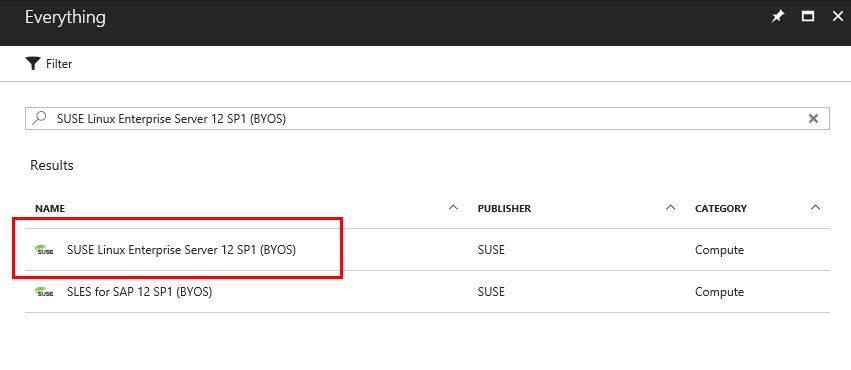 Everything
Filter
SUSE Linux Enterprise Server 12 SP1 (BYOS)
Results
NAME PUBLISHER CATEGORY
SUSE SUSE Linux Enterprise Server 12 SP1 (BYOS) SUSE Compute
SUSE SLES for SAP 12 SP1 (BYOS) SUSE Compute